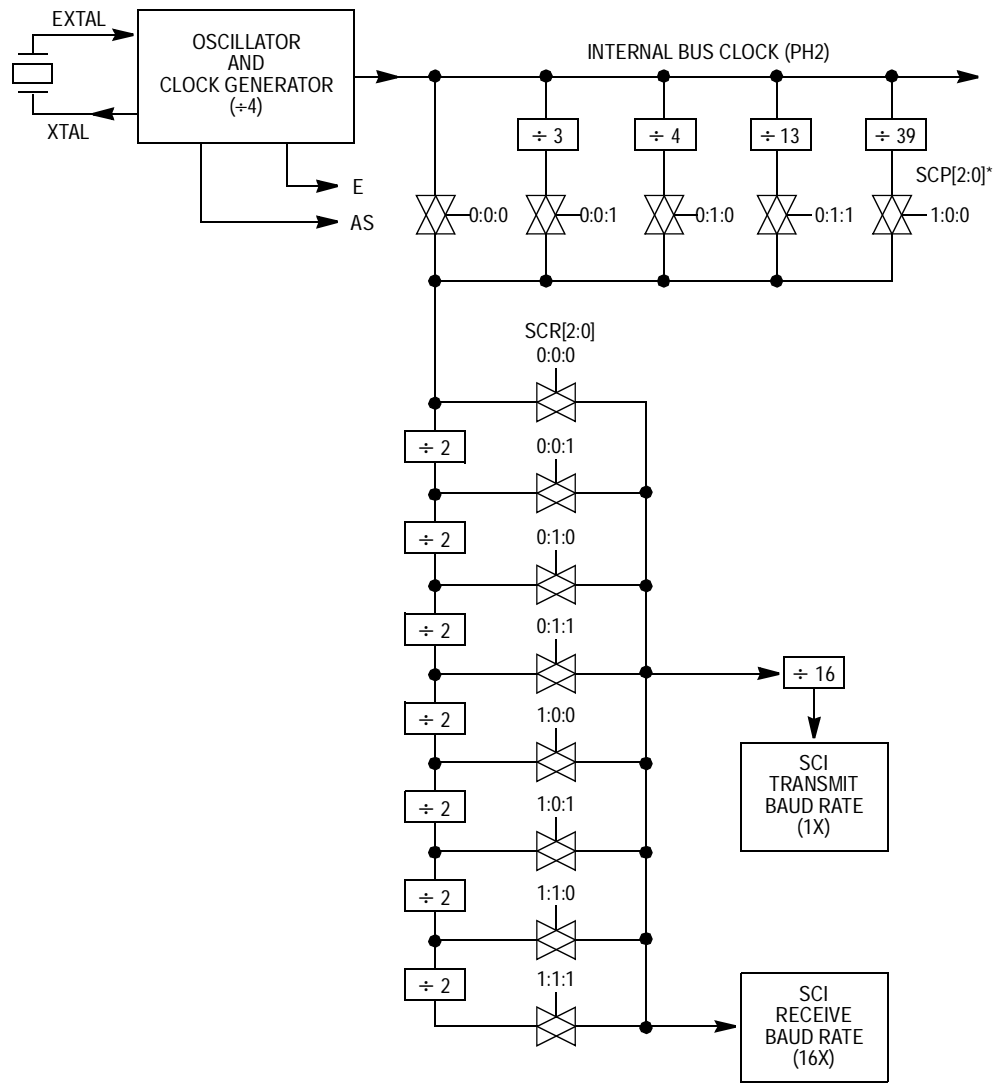 EXTAL
XTAL
OSCILLATOR
AND
CLOCK GENERATOR
(÷4)
E
AS
INTERNAL BUS CLOCK (PH2)
÷ 3
÷ 4
÷ 13
÷ 39
SCP[2:0]*
0:0:0
0:0:1
0:1:0
0:1:1
1:0:0
SCR[2:0]
0:0:0
÷ 2
0:0:1
÷ 2
0:1:0
÷ 2
0:1:1
÷ 16
÷ 2
1:0:0
SCI
TRANSMIT
BAUD RATE
(1X)
÷ 2
1:0:1
÷ 2
1:1:0
÷ 2
1:1:1
SCI
RECEIVE
BAUD RATE
(16X)